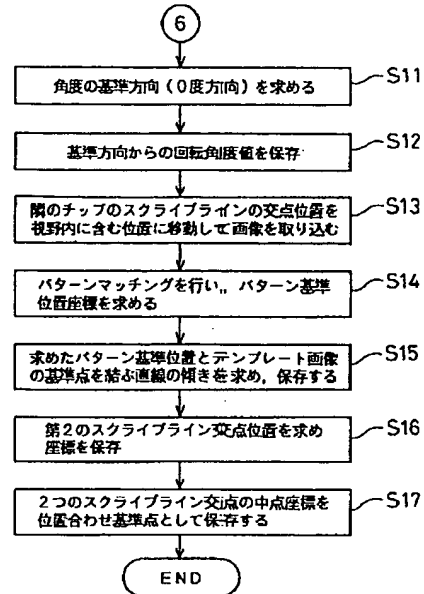 6
角度の基準方向(0度方向)を求める
S11
基準方向からの回転角度値を保存
S12
隣のチップのスクライブラインの交点位置を
視野内に含む位置に移動して画像を取り込む
S13
パターンマッチングを行い,パターン基準
位置座標を求める
S14
求めたパターン基準位置とテンプレート画像
の基準点を結ぶ直線の傾きを求め,保存する
S15
第2のスクライブライン交点位置を求め
座標を保存
S16
2つのスクライブライン交点の中点座標を
位置合わせ基準点として保存する
S17
END